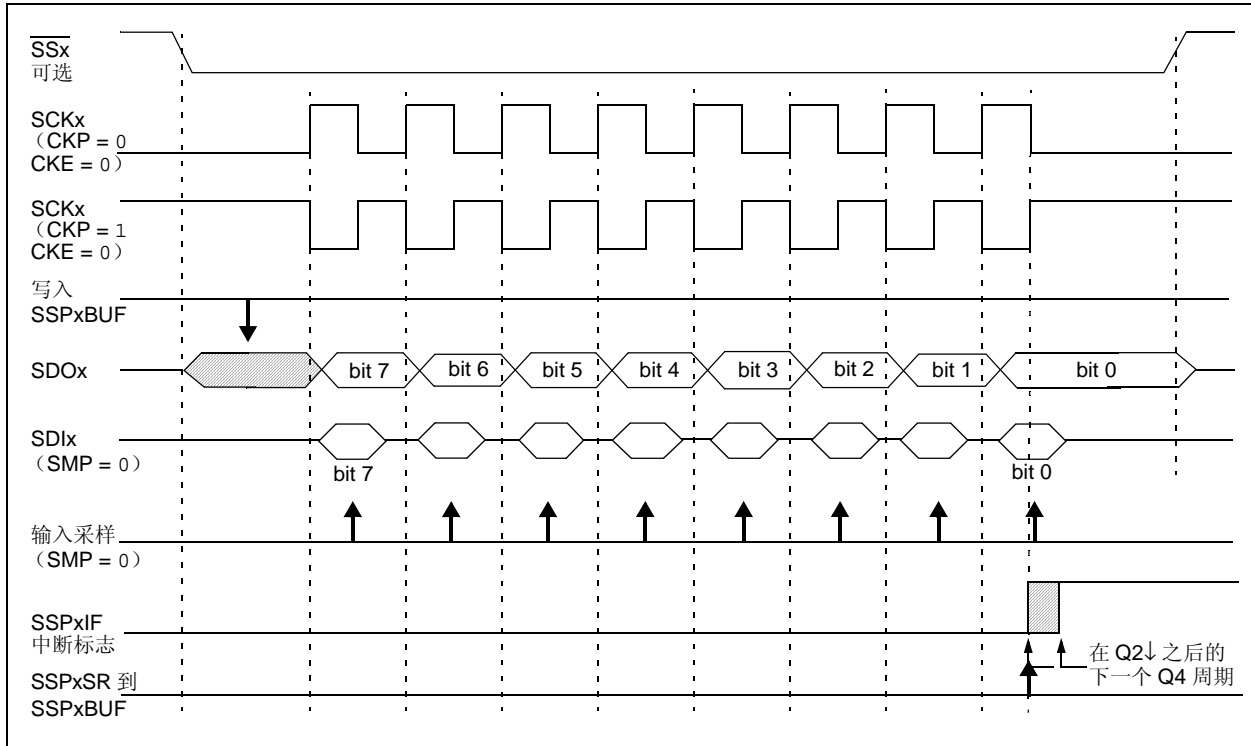 SSx
可选
SCKx
（CKP = 0
CKE = 0）
SCKx
（CKP = 1
CKE = 0）
写入
SSPxBUF
SDOx
bit 7 bit 6 bit 5 bit 4 bit 3 bit 2 bit 1 bit 0
SDIx
（SMP = 0）
bit 7 bit 0
输入采样
（SMP = 0）
SSPxIF
中断标志
在 Q2↓ 之后的
下一个 Q4 周期
SSPxSR 到
SSPxBUF